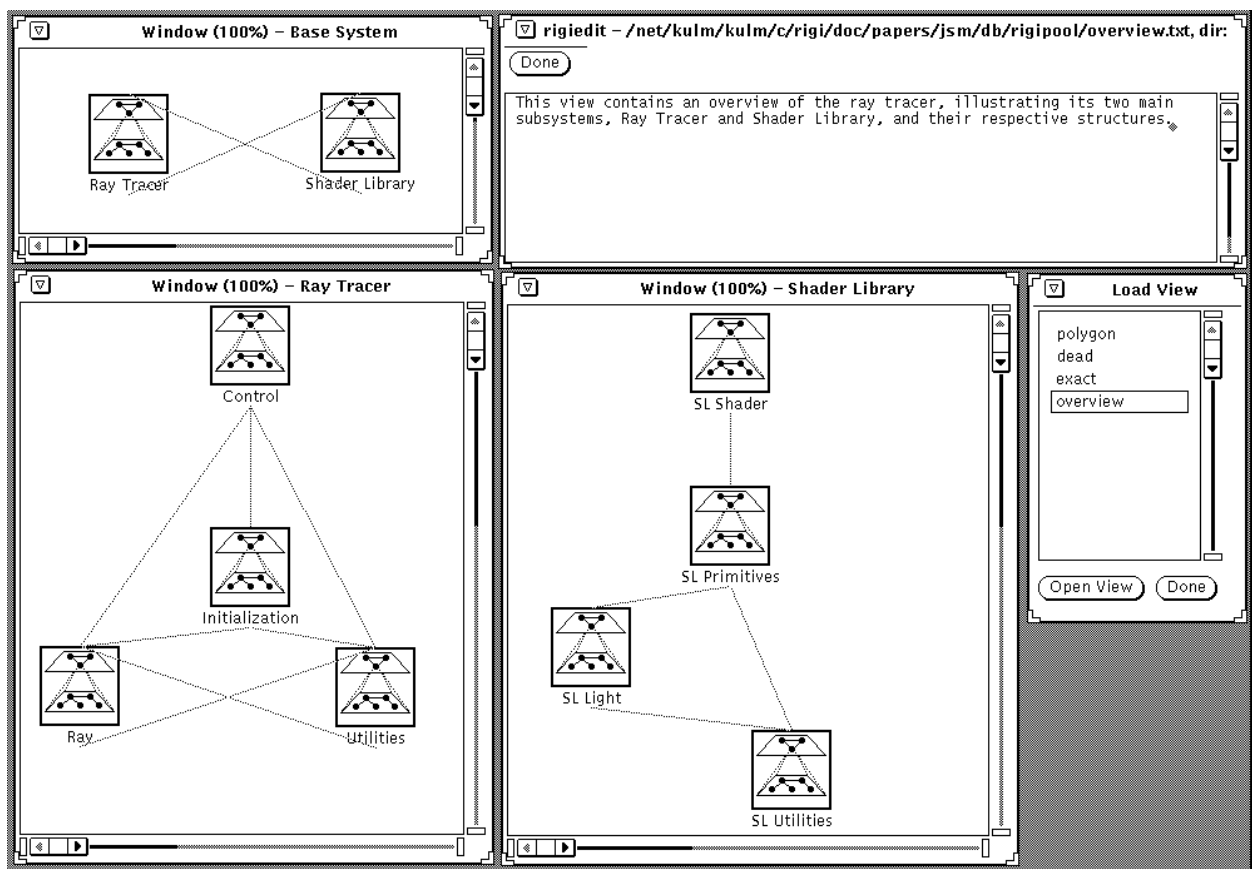 Window (100%) – Base System
Ray Tracer
Shader Library
rigiedit – /net/kulm/kulm/c/rigi/doc/papers/jsm/db/rigipool/overview.txt, dir:
Done
This view contains an overview of the ray tracer, illustrating its two main
subsystems, Ray Tracer and Shader Library, and their respective structures.
Window (100%) – Ray Tracer
Control
Initialization
Ray
Utilities
Window (100%) – Shader Library
SL Shader
SL Primitives
SL Light
SL Utilities
Load View
polygon
dead
exact
overview
Open View
Done